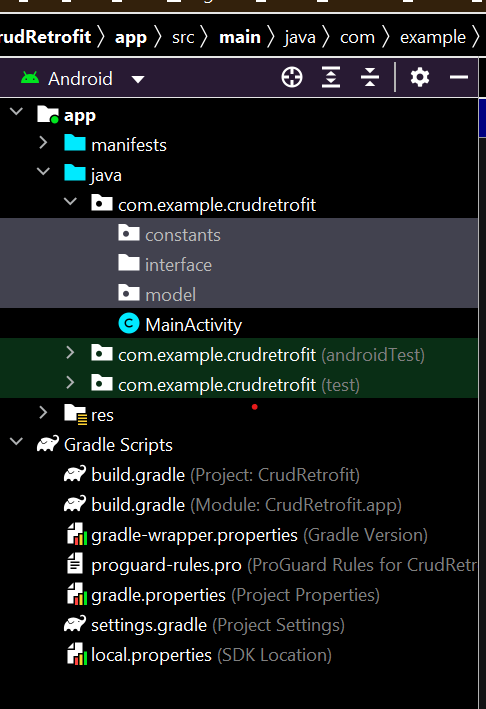 rudRetrofit 〉 app 〉 src 〉 main 〉 java 〉 com 〉 example 〉
Android
app
manifests
java
com.example.crudretrofit
constants
interface
model
C MainActivity
com.example.crudretrofit (androidTest)
com.example.crudretrofit (test)
res
Gradle Scripts
build.gradle (Project: CrudRetrofit)
build.gradle (Module: CrudRetrofit.app)
gradle-wrapper.properties (Gradle Version)
proguard-rules.pro (ProGuard Rules for CrudRetr
gradle.properties (Project Properties)
settings.gradle (Project Settings)
local.properties (SDK Location)